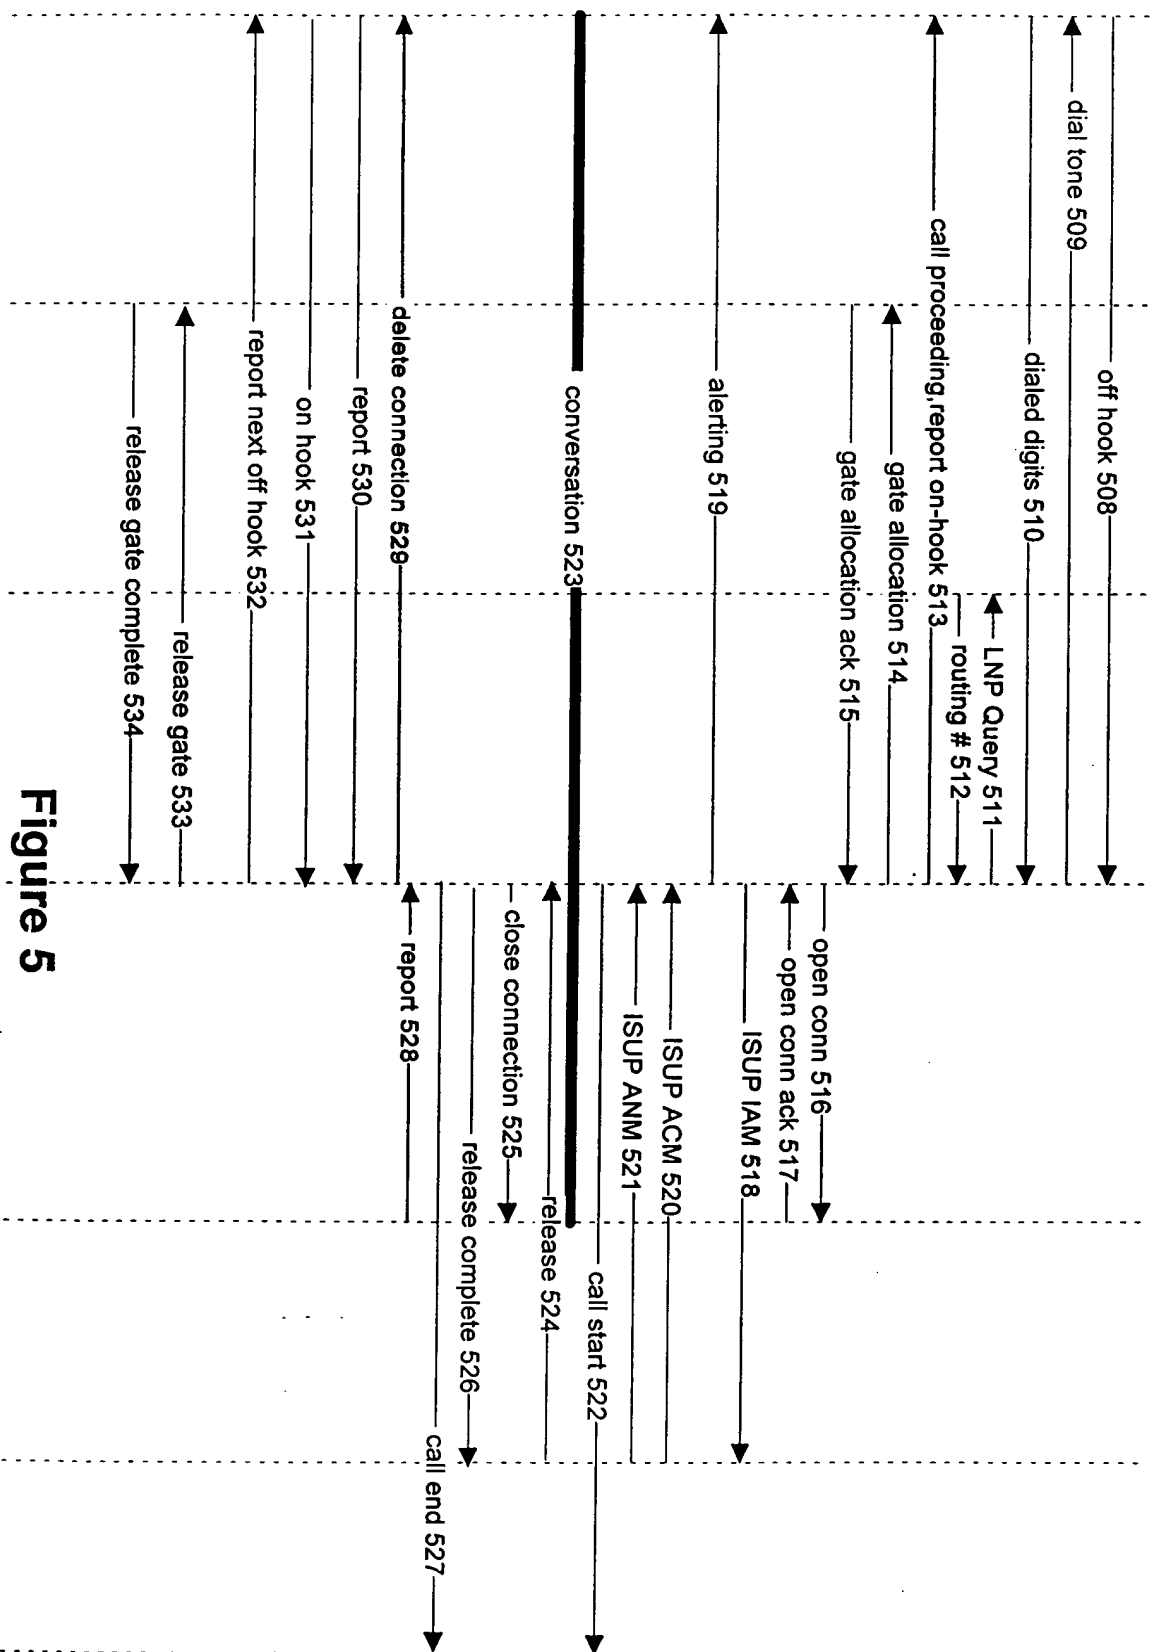 off hook 508
dial tone 509
dialed digits 510
LNP Query 511
routing # 512
call proceeding,report on-hook 513
gate allocation 514
gate allocation ack 515
open conn 516
open conn ack 517
ISUP IAM 518
alerting 519
ISUP ACM 520
ISUP ANM 521
call start 522
conversation 523
release 524
close connection 525
release complete 526
call end 527
report 528
delete connection 529
report 530
on hook 531
report next off hook 532
release gate 533
release gate complete 534
Figure 5